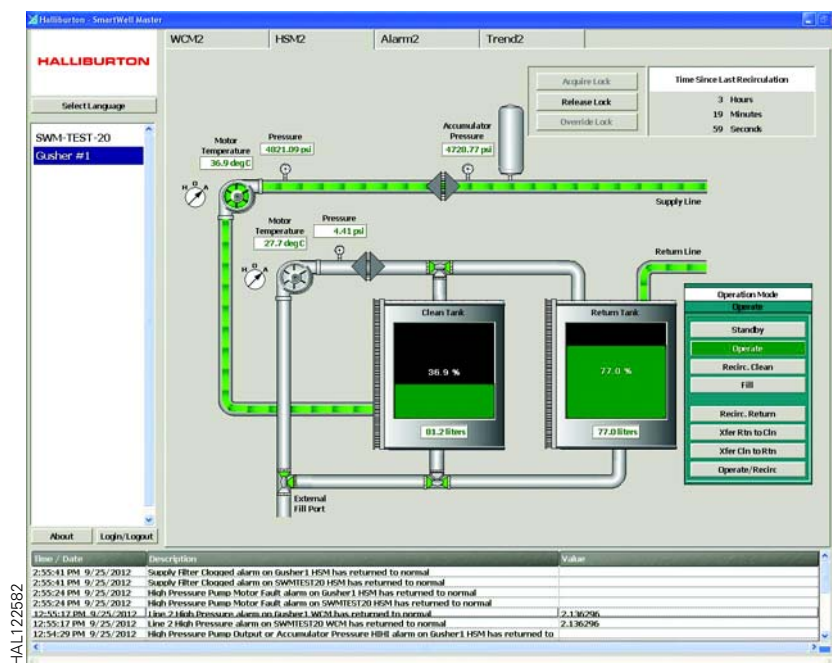 Halliburton - SmartWell Master
HALLIBURTON
Select Language
SWM-TEST-20
Gusher #1
About
Login/Logout
WCM2
HSM2
Alarm2
Trend2
Acquire Lock
Release Lock
Override Lock
Time Since Last Recirculation
3 Hours
19 Minutes
59 Seconds
Motor
Temperature
36.9 deg C
Pressure
4821.09 psi
Accumulator
Pressure
4720.77 psi
H O A
Supply Line
Motor
Temperature
27.7 deg C
Pressure
4.41 psi
H O A
Return Line
Clean Tank
36.9 %
81.2 liters
Return Tank
77.0 %
77.0 liters
External
Fill Port
Operation Mode
Operate
Standby
Operate
Recirc. Clean
Fill
Recirc. Return
Xfer Rtn to Cln
Xfer Cln to Rtn
Operate/Recirc
Time / Date Description Value
2:55:41 PM 9/25/2012 Supply Filter Clogged alarm on Gusher1 HSM has returned to normal
2:55:41 PM 9/25/2012 Supply Filter Clogged alarm on SWMTEST20 HSM has returned to normal
2:55:24 PM 9/25/2012 High Pressure Pump Motor Fault alarm on Gusher1 HSM has returned to normal
2:55:24 PM 9/25/2012 High Pressure Pump Motor Fault alarm on SWMTEST20 HSM has returned to normal
12:55:17 PM 9/25/2012 Line 2 High Pressure alarm on Gusher1 WCM has returned to normal 2.136296
12:55:17 PM 9/25/2012 Line 2 High Pressure alarm on SWMTEST20 WCM has returned to normal 2.136296
12:54:29 PM 9/25/2012 High Pressure Pump Output or Accumulator Pressure HIHI alarm on Gusher1 HSM has returned to
HAL122582